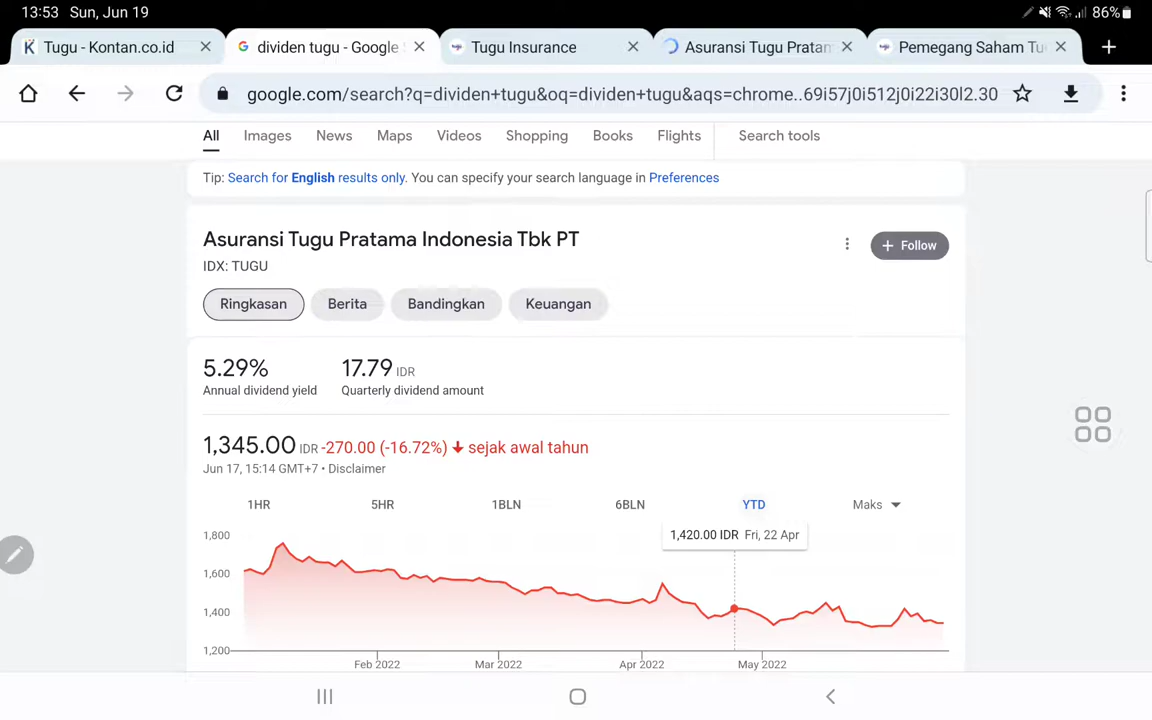 13:53 Sun, Jun 19 86%
Tugu - Kontan.co.id
dividen tugu - Google
Tugu Insurance
Asuransi Tugu Pratam
Pemegang Saham Tu
google.com/search?q=dividen+tugu&oq=dividen+tugu&aqs=chrome..69i57j0i512j0i22i30l2.30
All Images News Maps Videos Shopping Books Flights Search tools
Tip: Search for English results only. You can specify your search language in Preferences
Asuransi Tugu Pratama Indonesia Tbk PT
IDX: TUGU
+ Follow
Ringkasan Berita Bandingkan Keuangan
5.29% 17.79 IDR
Annual dividend yield Quarterly dividend amount
1,345.00 IDR -270.00 (-16.72%) sejak awal tahun
Jun 17, 15:14 GMT+7 • Disclaimer
1HR 5HR 1BLN 6BLN YTD Maks
1,420.00 IDR Fri, 22 Apr
1,800
1,600
1,400
1,200
Feb 2022 Mar 2022 Apr 2022 May 2022